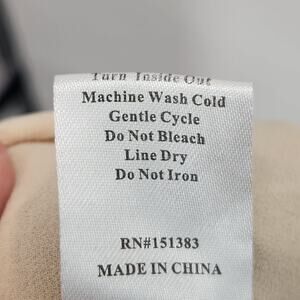 Turn Inside Out
Machine Wash Cold
Gentle Cycle
Do Not Bleach
Line Dry
Do Not Iron
RN#151383
MADE IN CHINA